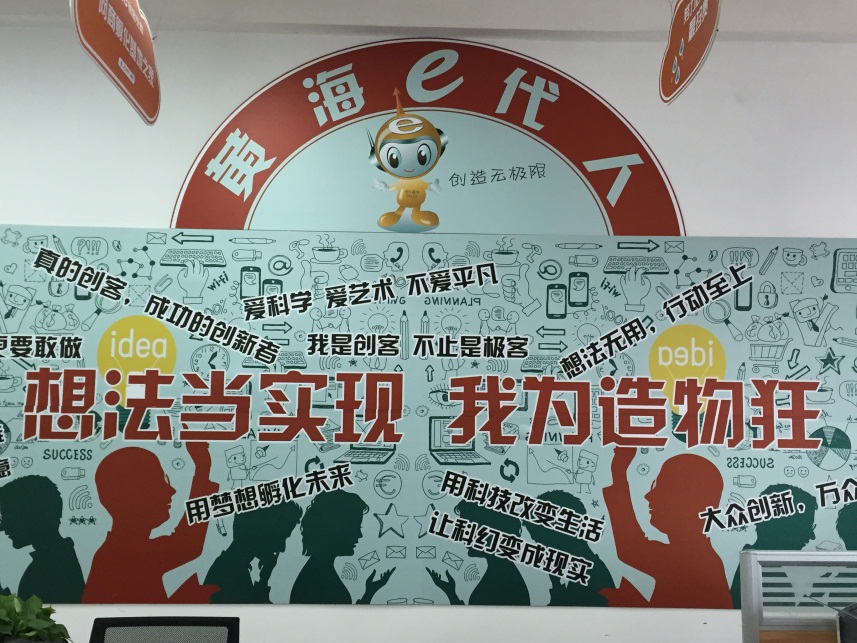 黄海e代人
e
创造无极限
真的创客，成功的创新者
爱科学 爱艺术 不爱平凡
PLANNING
WiFi
想法无用，行动至上
更要敢做
idea
我是创客 不止是极客
idea
想法当实现 我为造物狂
SUCCESS
用梦想孵化未来
用科技改变生活
让科幻变成现实
SUCCESS
大众创新，万众